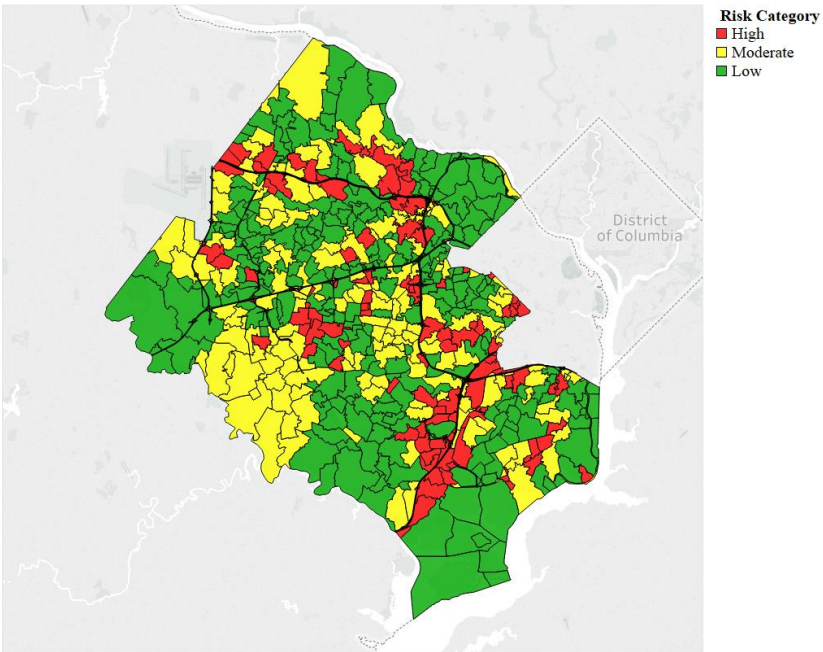 Risk Category
High
Moderate
Low
District
of Columbia